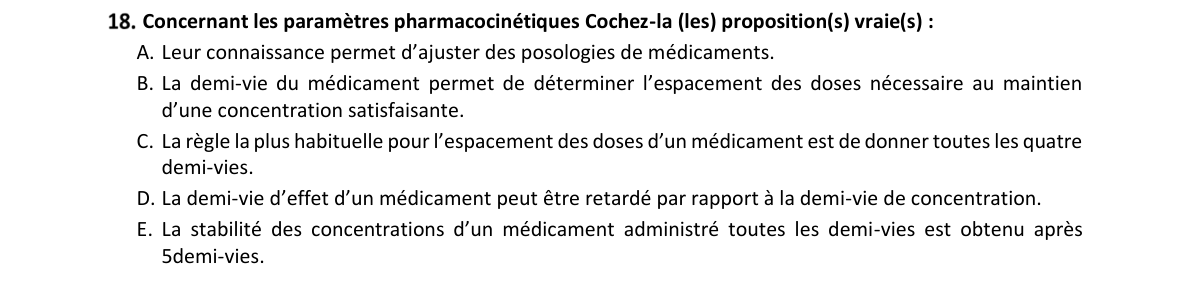 18. Concernant les paramètres pharmacocinétiques Cochez-la (les) proposition(s) vraie(s) :
A. Leur connaissance permet d’ajuster des posologies de médicaments.
B. La demi-vie du médicament permet de déterminer l’espacement des doses nécessaire au maintien
d’une concentration satisfaisante.
C. La règle la plus habituelle pour l’espacement des doses d’un médicament est de donner toutes les quatre
demi-vies.
D. La demi-vie d’effet d’un médicament peut être retardé par rapport à la demi-vie de concentration.
E. La stabilité des concentrations d’un médicament administré toutes les demi-vies est obtenu après
5demi-vies.